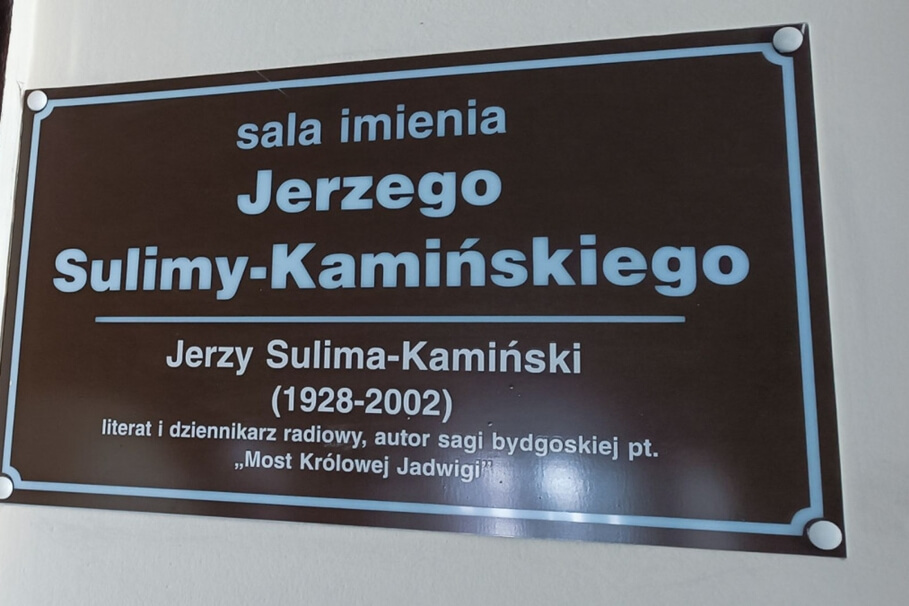 sala imienia
Jerzego
Sulimy-Kamińskiego
Jerzy Sulima-Kamiński
(1928-2002)
literat i dziennikarz radiowy, autor sagi bydgoskiej pt.
„Most Królowej Jadwigi”